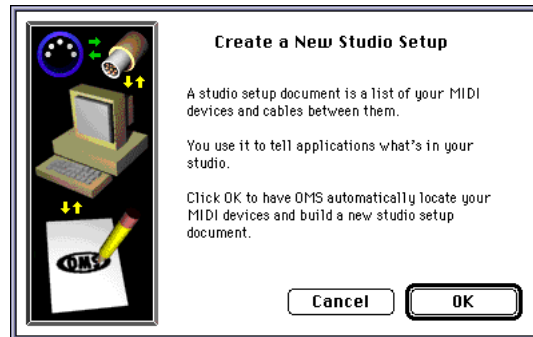 Create a New Studio Setup
A studio setup document is a list of your MIDI
devices and cables between them.
You use it to tell applications what's in your
studio.
Click OK to have OMS automatically locate your
MIDI devices and build a new studio setup
document.
OMS
Cancel
OK